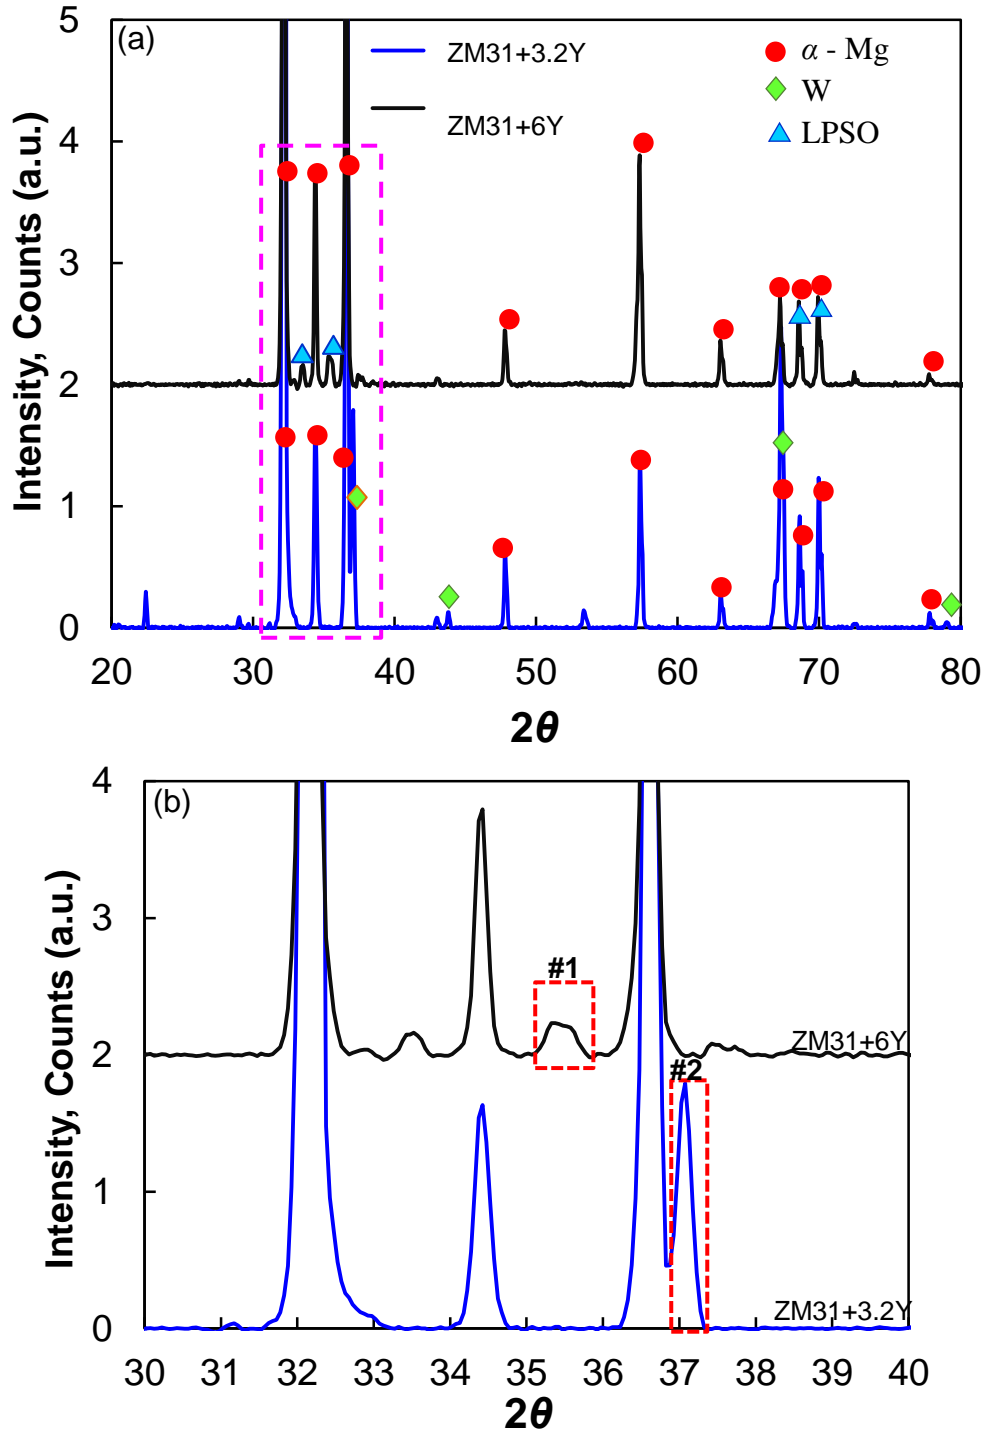 5
(a)
ZM31+3.2Y
α - Mg
W
ZM31+6Y
LPSO
4
3
2
1
0
Intensity, Counts (a.u.)
20 30 40 50 60 70 80
2θ
4
(b)
3
#1
ZM31+6Y
2
#2
1
ZM31+3.2Y
0
Intensity, Counts (a.u.)
30 31 32 33 34 35 36 37 38 39 40
2θ